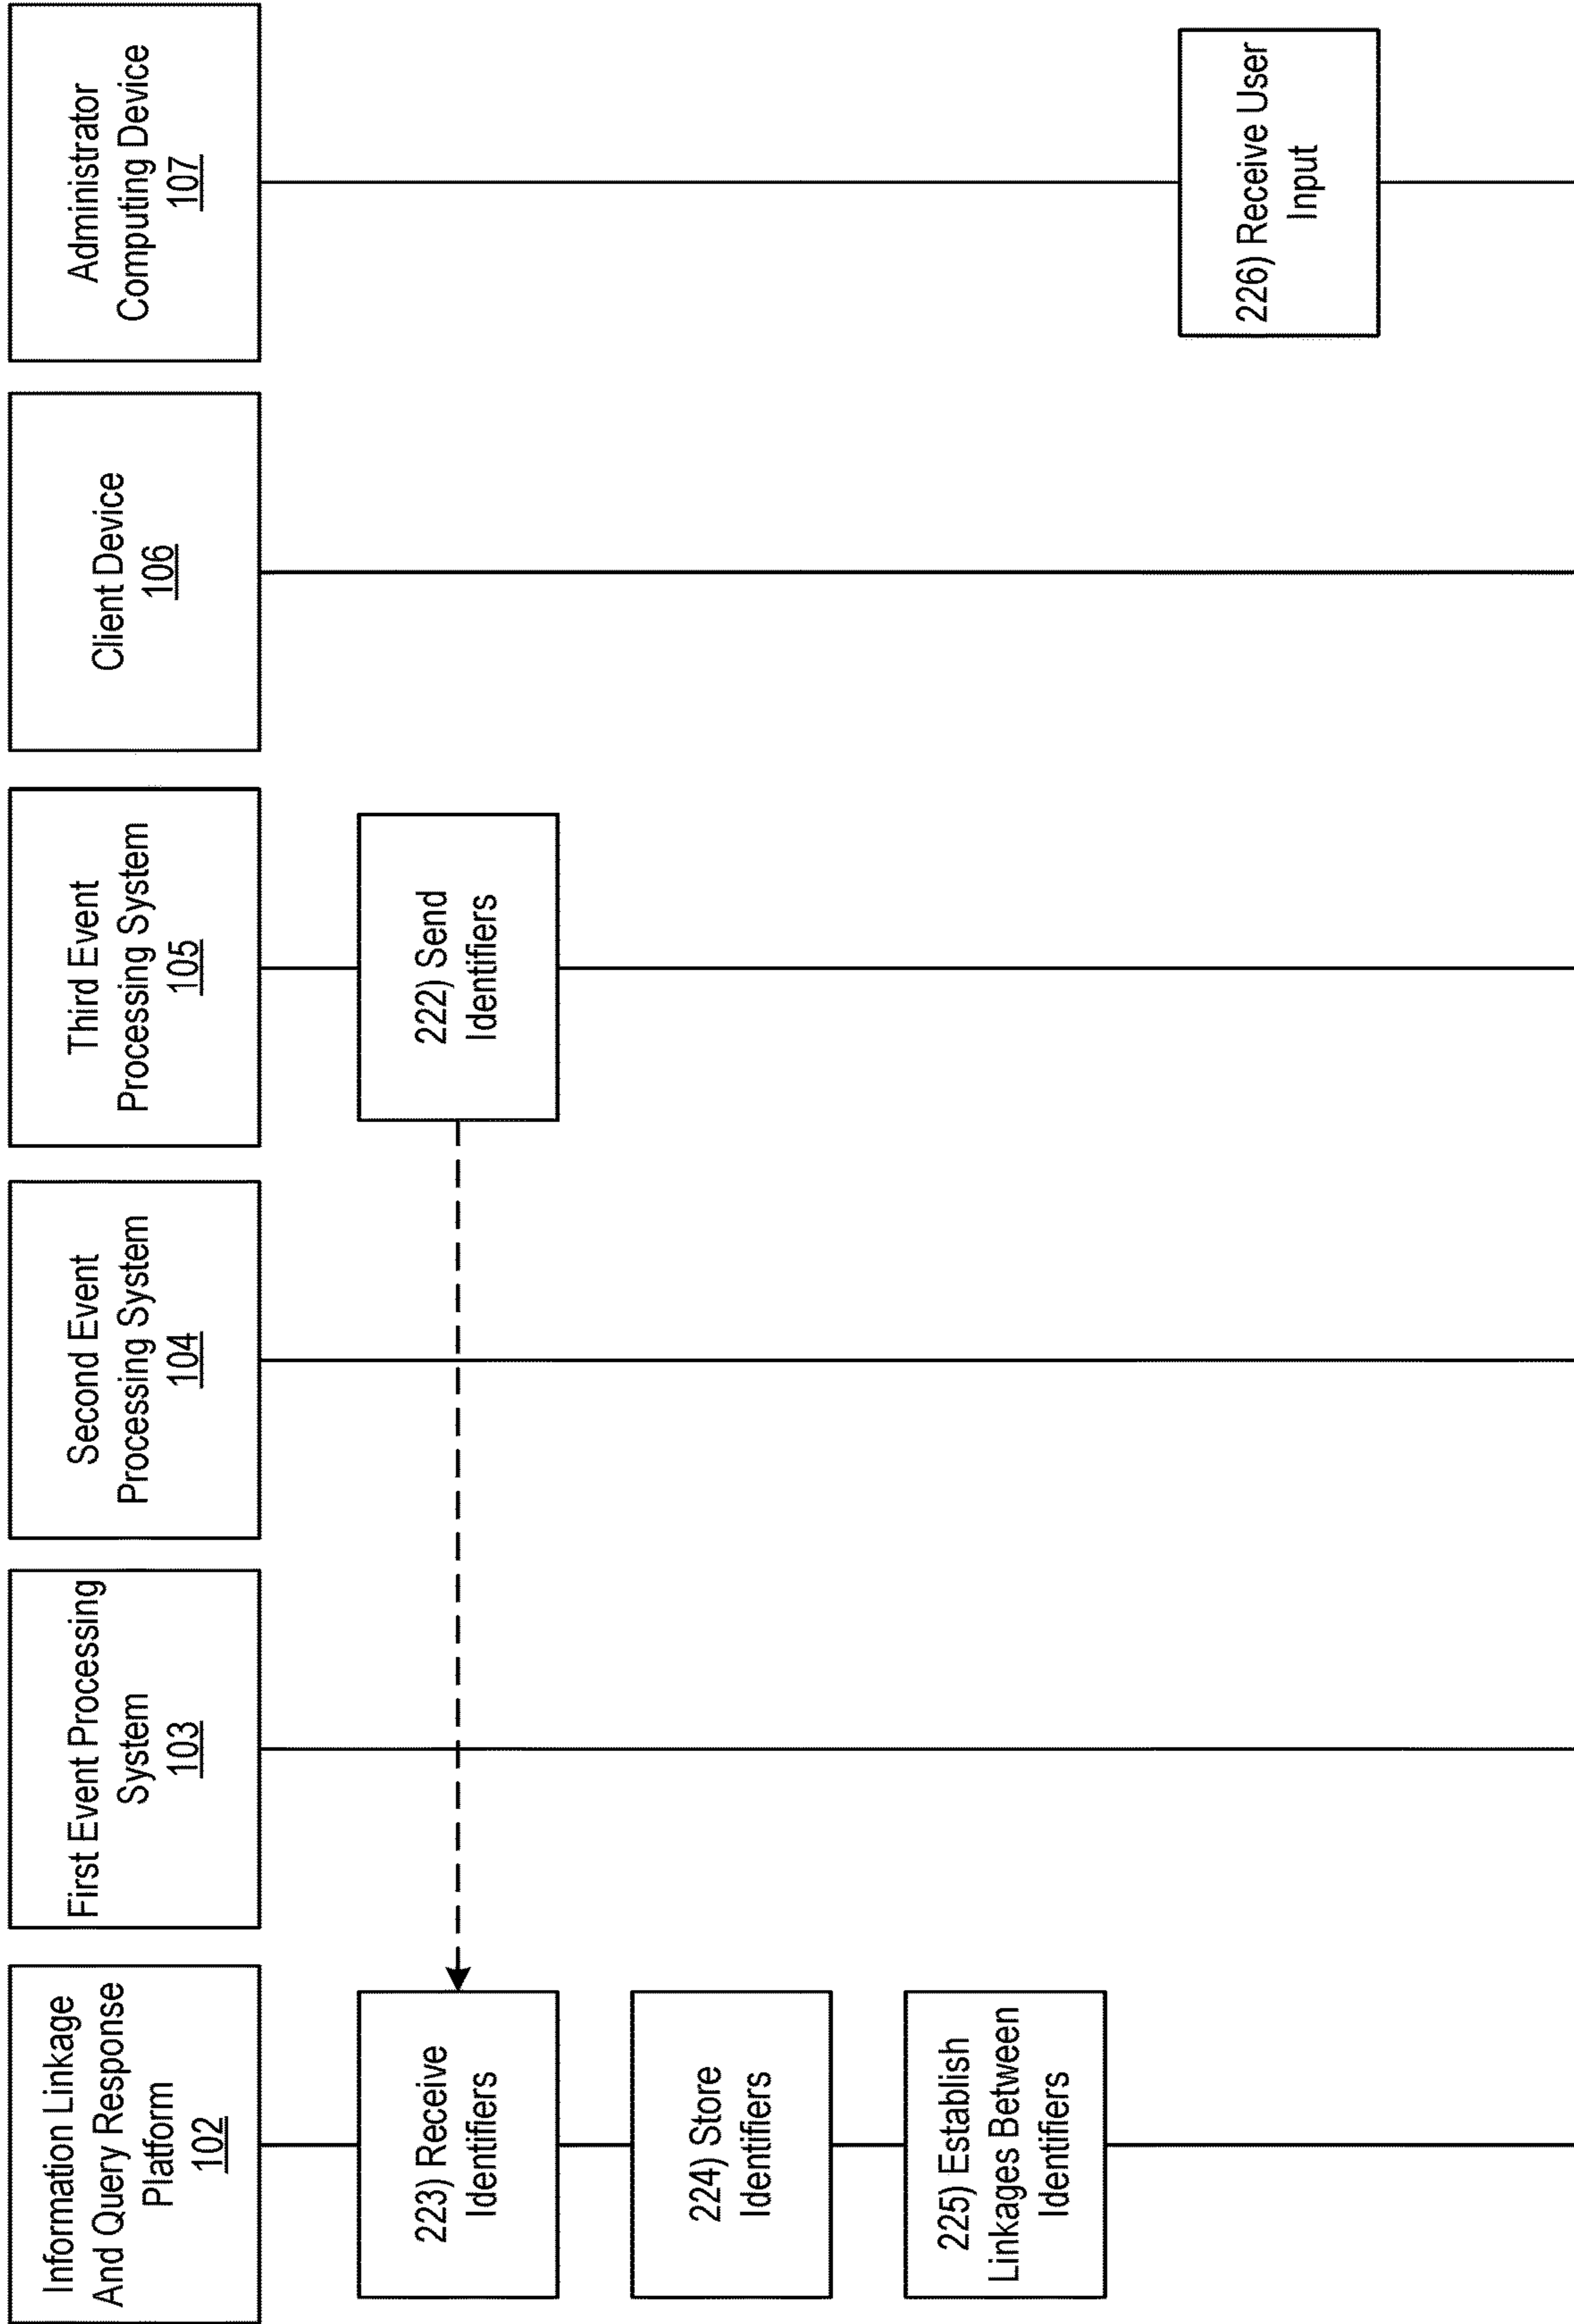 Information Linkage
And Query Response
Platform
102
First Event Processing
System
103
Second Event
Processing System
104
Third Event
Processing System
105
Client Device
106
Administrator
Computing Device
107
222) Send
Identifiers
223) Receive
Identifiers
224) Store
Identifiers
225) Establish
Linkages Between
Identifiers
226) Receive User
Input